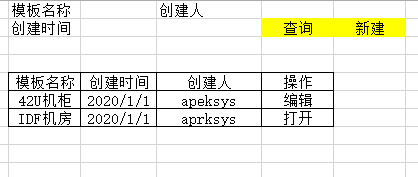 模板名称 创建人
创建时间 查询 新建
模板名称 创建时间 创建人 操作
42U机柜 2020/1/1 apeksys 编辑
IDF机房 2020/1/1 aprksys 打开